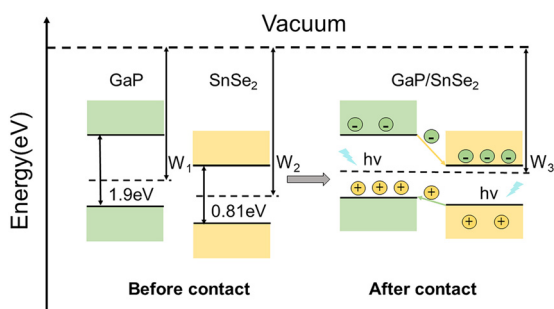 Vacuum
Energy(eV)
GaP
SnSe₂
GaP/SnSe₂
W₁
W₂
W₃
1.9eV
0.81eV
hν
hν
- - - - - -
+ + + + + + +
Before contact
After contact